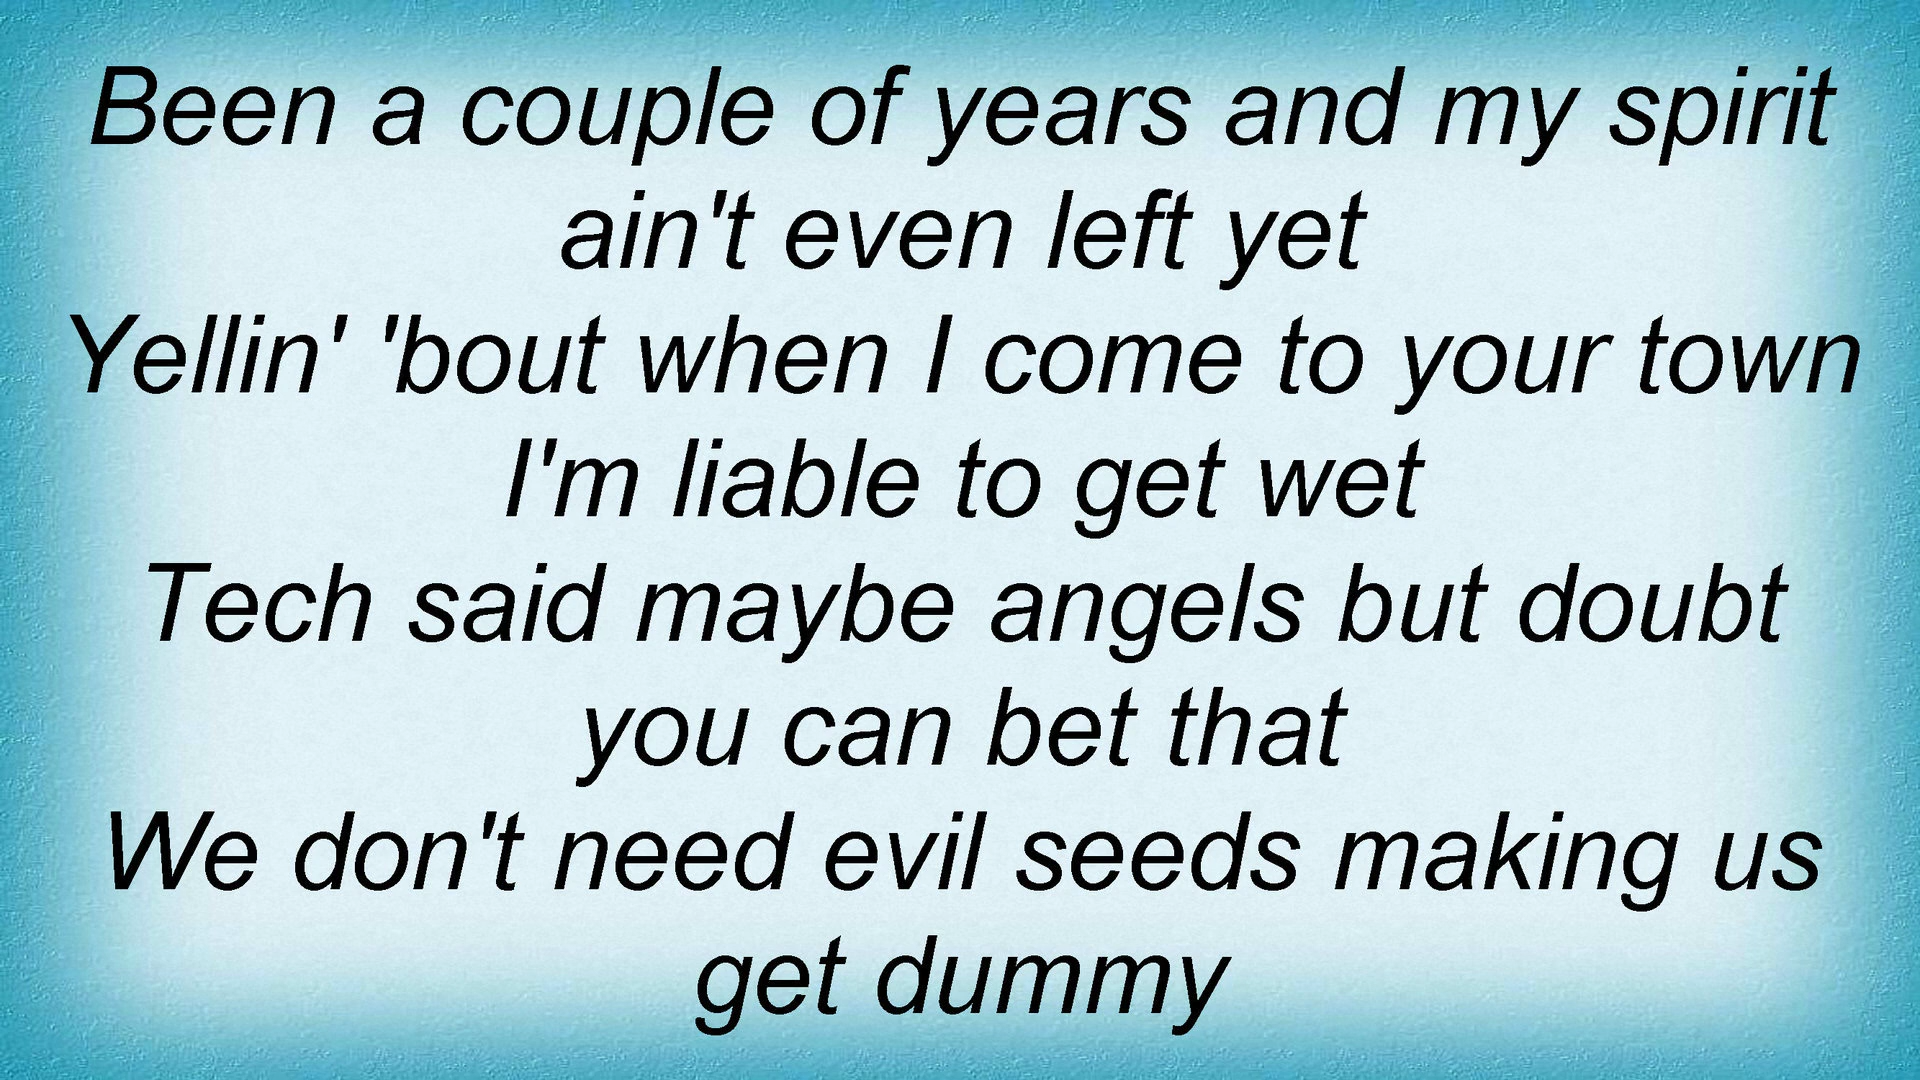 Been a couple of years and my spirit
ain't even left yet
Yellin' 'bout when I come to your town
I'm liable to get wet
Tech said maybe angels but doubt
you can bet that
We don't need evil seeds making us
get dummy